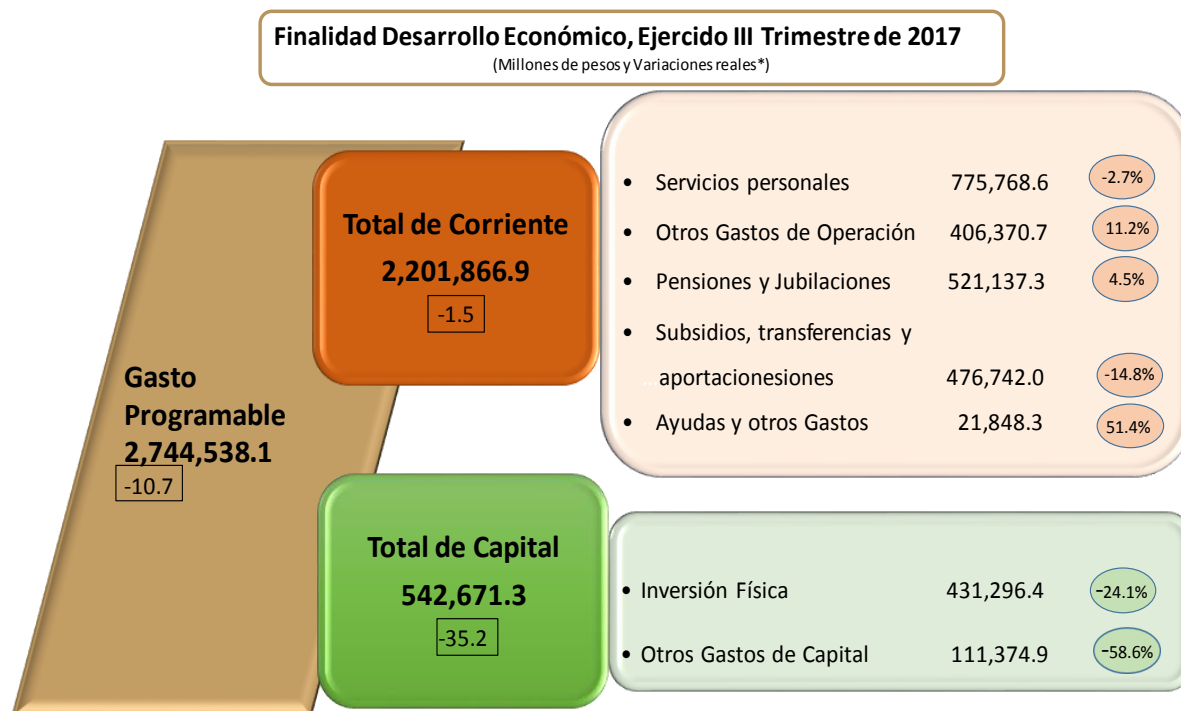 Finalidad Desarrollo Económico, Ejercido III Trimestre de 2017
(Millones de pesos y Variaciones reales*)
Gasto
Programable
2,744,538.1
-10.7
Total de Corriente
2,201,866.9
-1.5
• Servicios personales 775,768.6 -2.7%
• Otros Gastos de Operación 406,370.7 11.2%
• Pensiones y Jubilaciones 521,137.3 4.5%
• Subsidios, transferencias y
...aportacionesiones 476,742.0 -14.8%
• Ayudas y otros Gastos 21,848.3 51.4%
Total de Capital
542,671.3
-35.2
• Inversión Física 431,296.4 -24.1%
• Otros Gastos de Capital 111,374.9 -58.6%